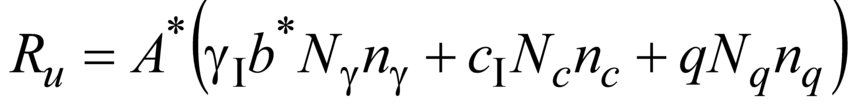 R_u = A^*(γ_I b^* N_γ n_γ + c_I N_c n_c + q N_q n_q)